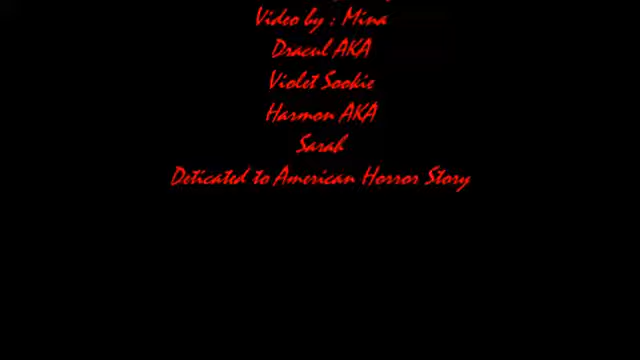 Video by : Mina
Dracul AKA
Violet Sookie
Harmon AKA
Sarah
Deticated to American Horror Story